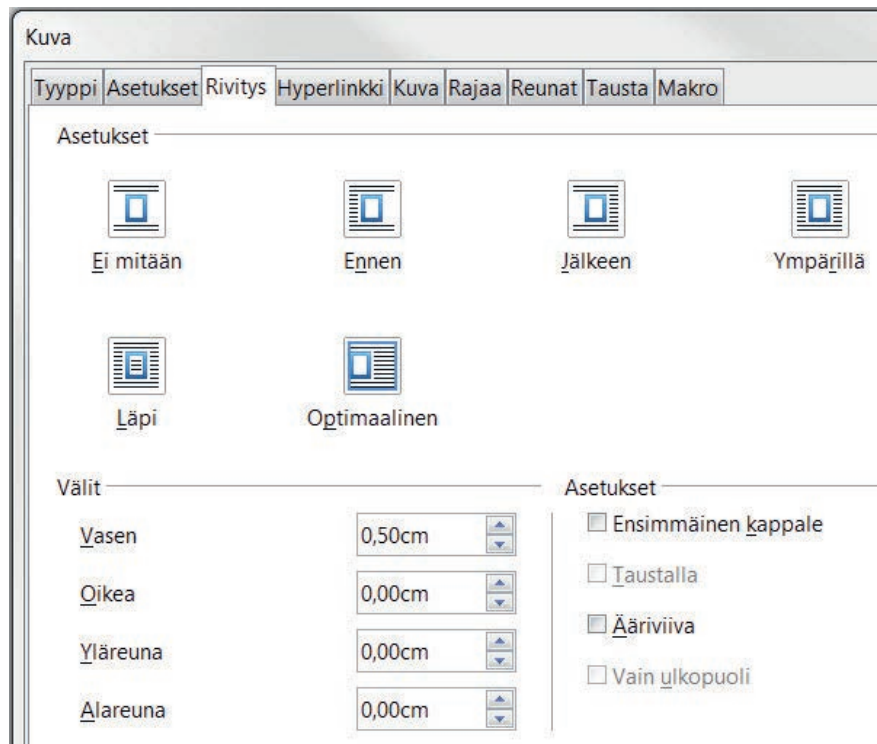 Kuva
Tyyppi Asetukset Rivitys Hyperlinkki Kuva Rajaa Reunat Tausta Makro
Asetukset
Ei mitään Ennen Jälkeen Ympärillä
Läpi Optimaalinen
Välit
Vasen 0,50cm
Oikea 0,00cm
Yläreuna 0,00cm
Alareuna 0,00cm
Asetukset
Ensimmäinen kappale
Taustalla
Ääriviiva
Vain ulkopuoli